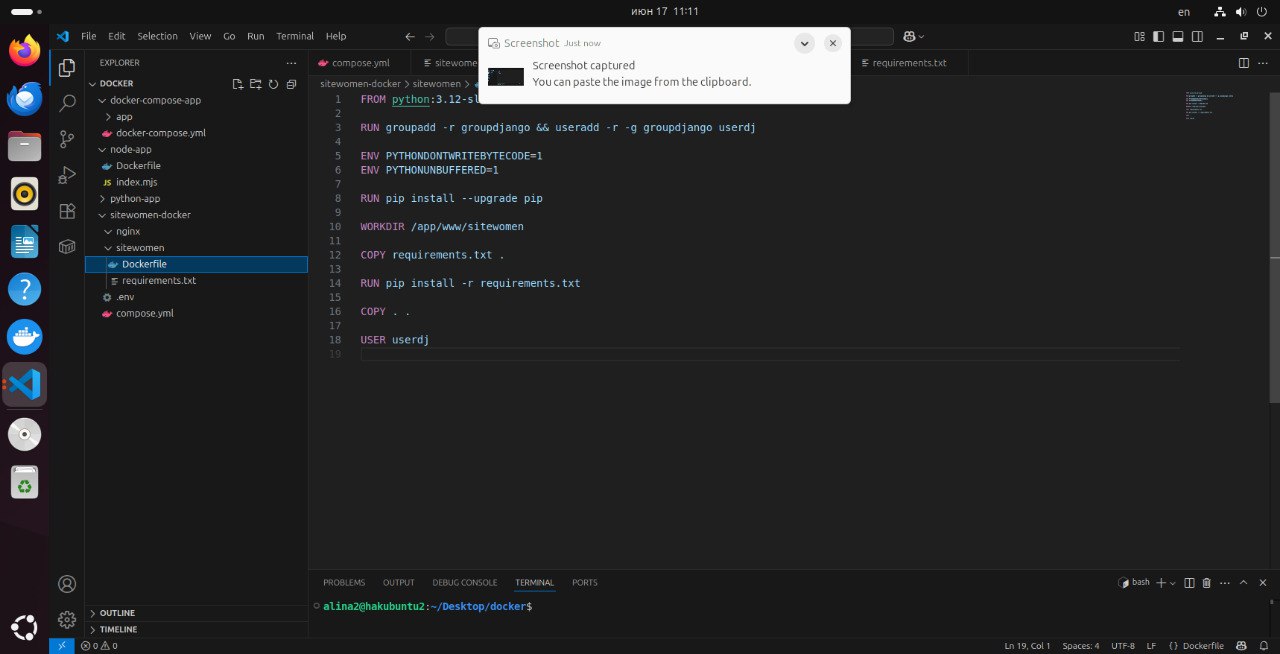 июн 17 11:11
en
File Edit Selection View Go Run Terminal Help
Screenshot Just now
Screenshot captured
You can paste the image from the clipboard.
EXPLORER
compose.yml
requirements.txt
DOCKER
docker-compose-app
app
docker-compose.yml
node-app
Dockerfile
JS index.mjs
python-app
sitewomen-docker
nginx
sitewomen
Dockerfile
requirements.txt
.env
compose.yml
OUTLINE
TIMELINE
sitewomen-docker > sitewomen >
1 FROM
2
3 RUN groupadd -r groupdjango && useradd -r -g groupdjango userdj
4
5 ENV PYTHONDONTWRITEBYTECODE=1
6 ENV PYTHONUNBUFFERED=1
7
8 RUN pip install --upgrade pip
9
10 WORKDIR /app/www/sitewomen
11
12 COPY requirements.txt .
13
14 RUN pip install -r requirements.txt
15
16 COPY . .
17
18 USER userdj
19
PROBLEMS OUTPUT DEBUG CONSOLE TERMINAL PORTS
bash
alina2@hakubuntu2:~/Desktop/docker$
0 0
Ln 19, Col 1 Spaces: 4 UTF-8 LF {} Dockerfile